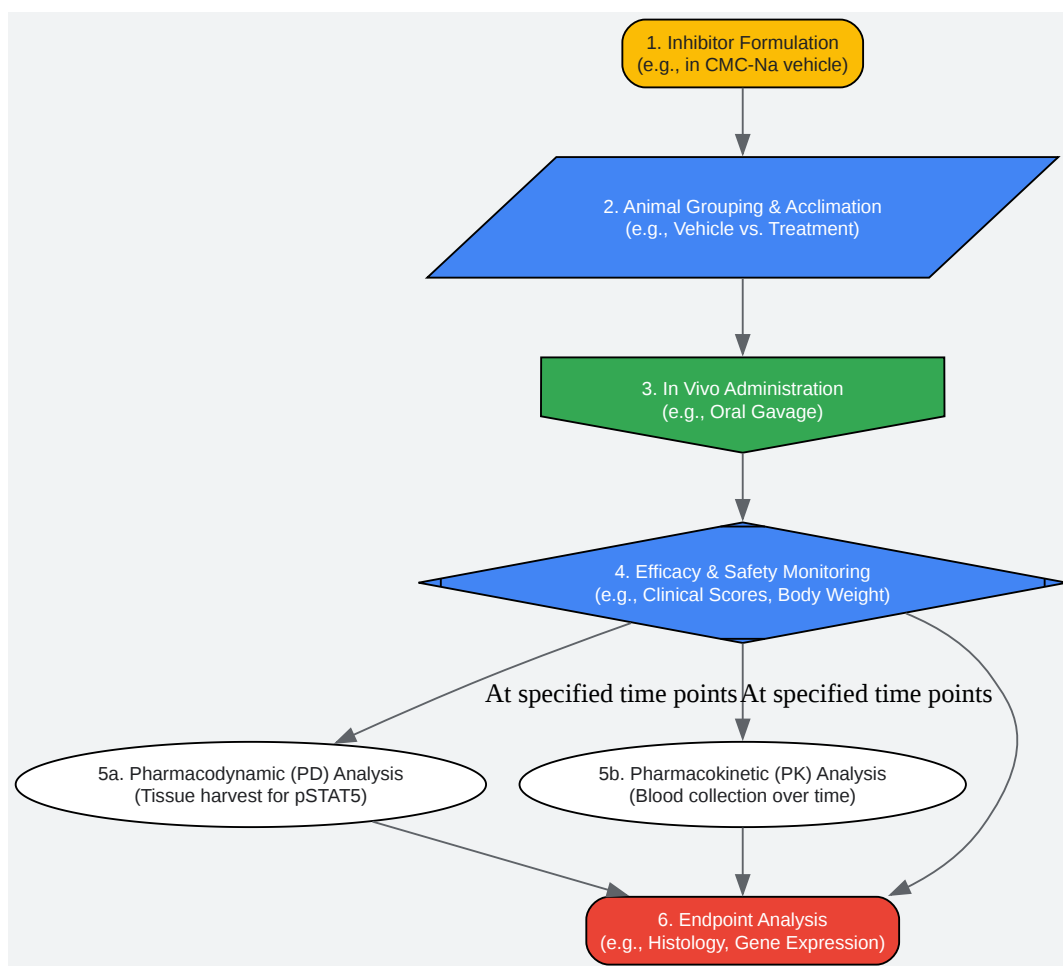 1. Inhibitor Formulation
(e.g., in CMC-Na vehicle)
2. Animal Grouping & Acclimation
(e.g., Vehicle vs. Treatment)
3. In Vivo Administration
(e.g., Oral Gavage)
4. Efficacy & Safety Monitoring
(e.g., Clinical Scores, Body Weight)
At specified time points
At specified time points
5a. Pharmacodynamic (PD) Analysis
(Tissue harvest for pSTAT5)
5b. Pharmacokinetic (PK) Analysis
(Blood collection over time)
6. Endpoint Analysis
(e.g., Histology, Gene Expression)